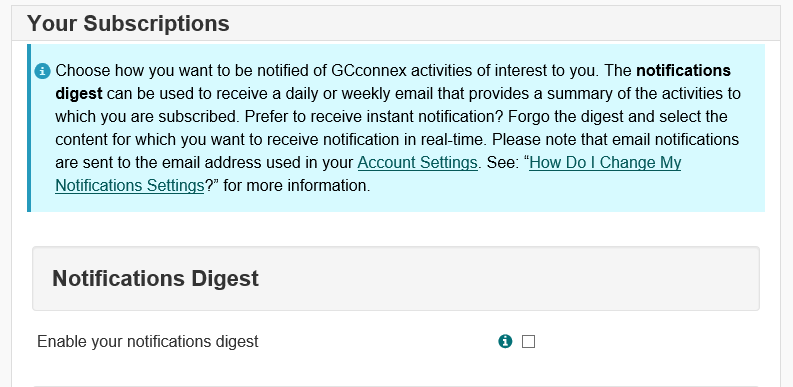 Your Subscriptions
Choose how you want to be notified of GCconnex activities of interest to you. The notifications
digest can be used to receive a daily or weekly email that provides a summary of the activities to
which you are subscribed. Prefer to receive instant notification? Forgo the digest and select the
content for which you want to receive notification in real-time. Please note that email notifications
are sent to the email address used in your Account Settings. See: “How Do I Change My
Notifications Settings?” for more information.
Notifications Digest
Enable your notifications digest